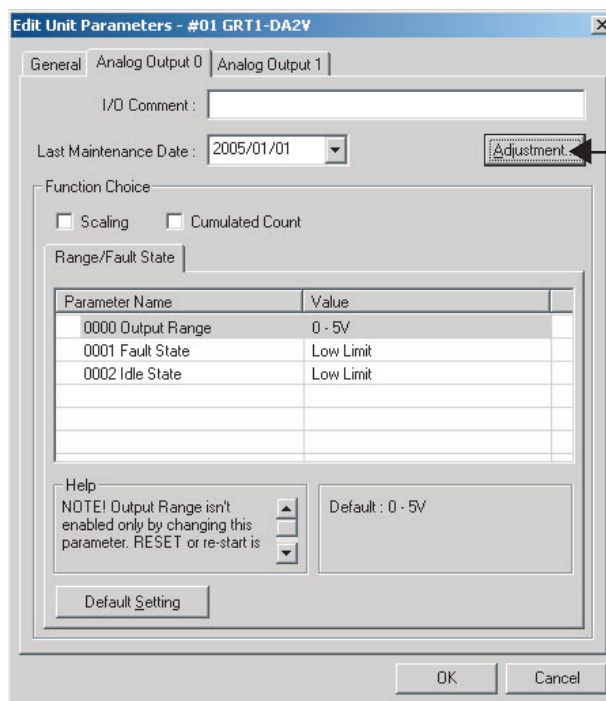 Edit Unit Parameters - #01 GRT1-DA2V
General Analog Output 0 Analog Output 1
I/O Comment :
Last Maintenance Date : 2005/01/01 Adjustment.
Function Choice
Scaling Cumulated Count
Range/Fault State
Parameter Name Value
0000 Output Range 0 - 5V
0001 Fault State Low Limit
0002 Idle State Low Limit
Help
NOTE! Output Range isn't
enabled only by changing this
parameter. RESET or re-start is
Default : 0 - 5V
Default Setting
OK Cancel